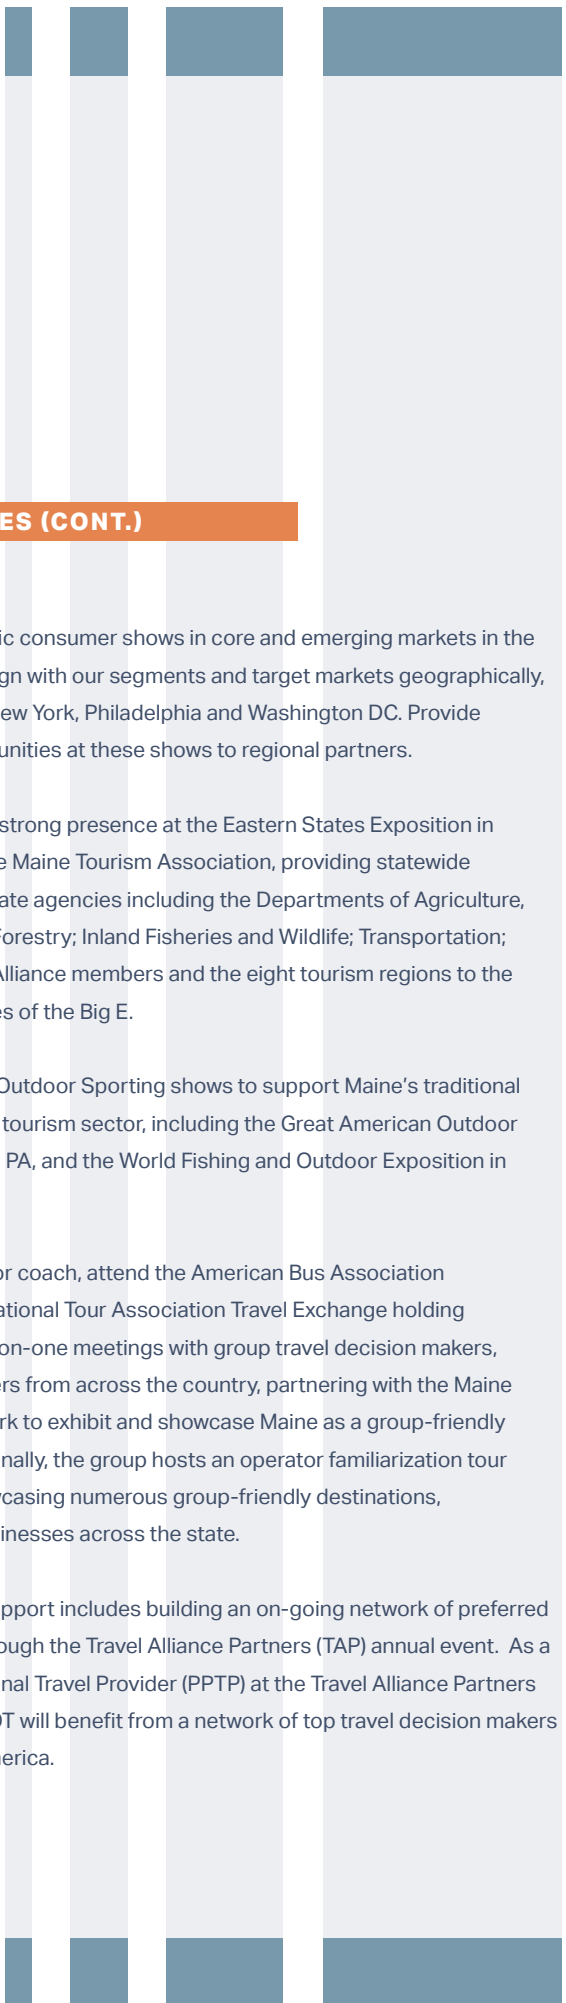 ES (CONT.)
ic consumer shows in core and emerging markets in the
gn with our segments and target markets geographically,
ew York, Philadelphia and Washington DC. Provide
unities at these shows to regional partners.
strong presence at the Eastern States Exposition in
e Maine Tourism Association, providing statewide
ate agencies including the Departments of Agriculture,
Forestry; Inland Fisheries and Wildlife; Transportation;
Alliance members and the eight tourism regions to the
es of the Big E.
Outdoor Sporting shows to support Maine’s traditional
tourism sector, including the Great American Outdoor
PA, and the World Fishing and Outdoor Exposition in
or coach, attend the American Bus Association
ational Tour Association Travel Exchange holding
on-one meetings with group travel decision makers,
ers from across the country, partnering with the Maine
rk to exhibit and showcase Maine as a group-friendly
nally, the group hosts an operator familiarization tour
wcasing numerous group-friendly destinations,
inesses across the state.
pport includes building an on-going network of preferred
ough the Travel Alliance Partners (TAP) annual event. As a
nal Travel Provider (PPTP) at the Travel Alliance Partners
OT will benefit from a network of top travel decision makers
erica.